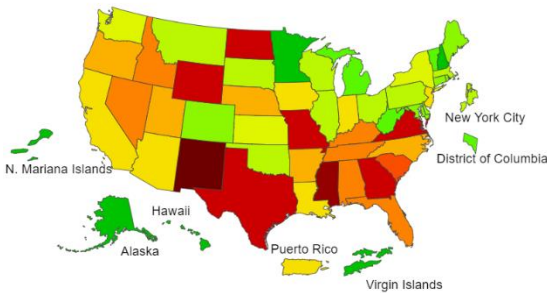 New York City
District of Columbia
N. Mariana Islands
Hawaii
Alaska
Puerto Rico
Virgin Islands